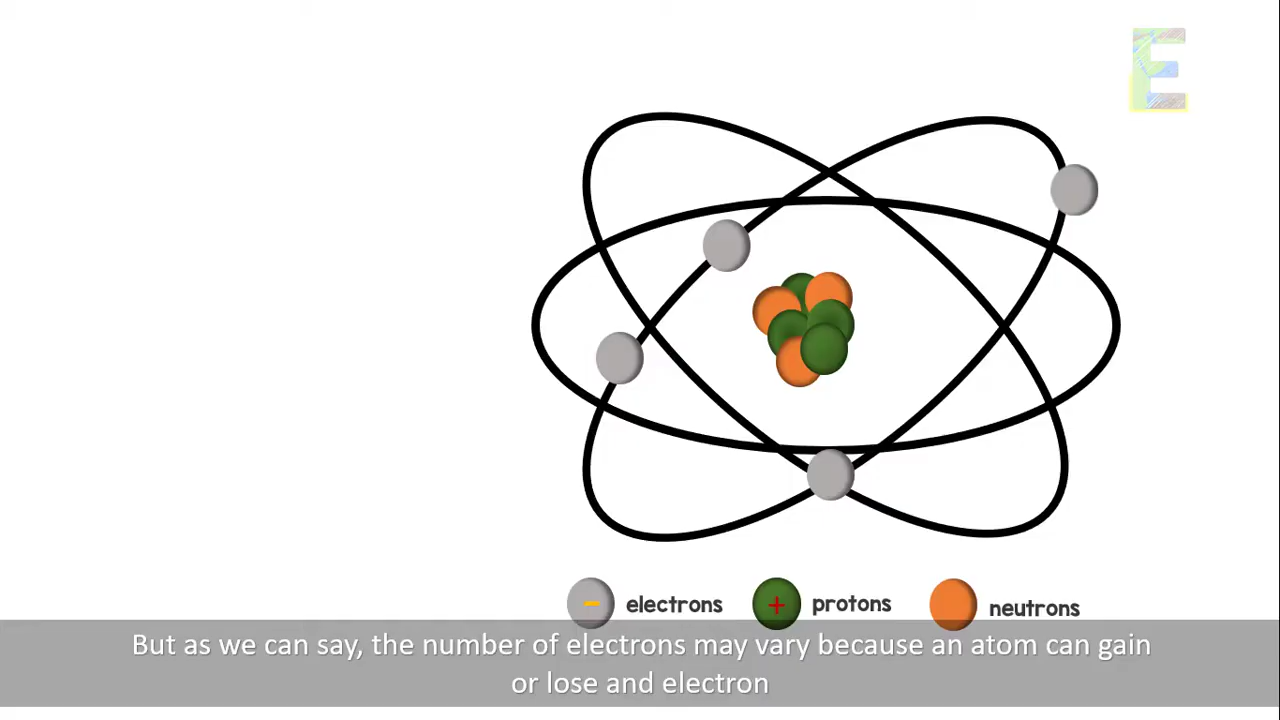 E
- electrons + protons neutrons
But as we can say, the number of electrons may vary because an atom can gain
or lose and electron